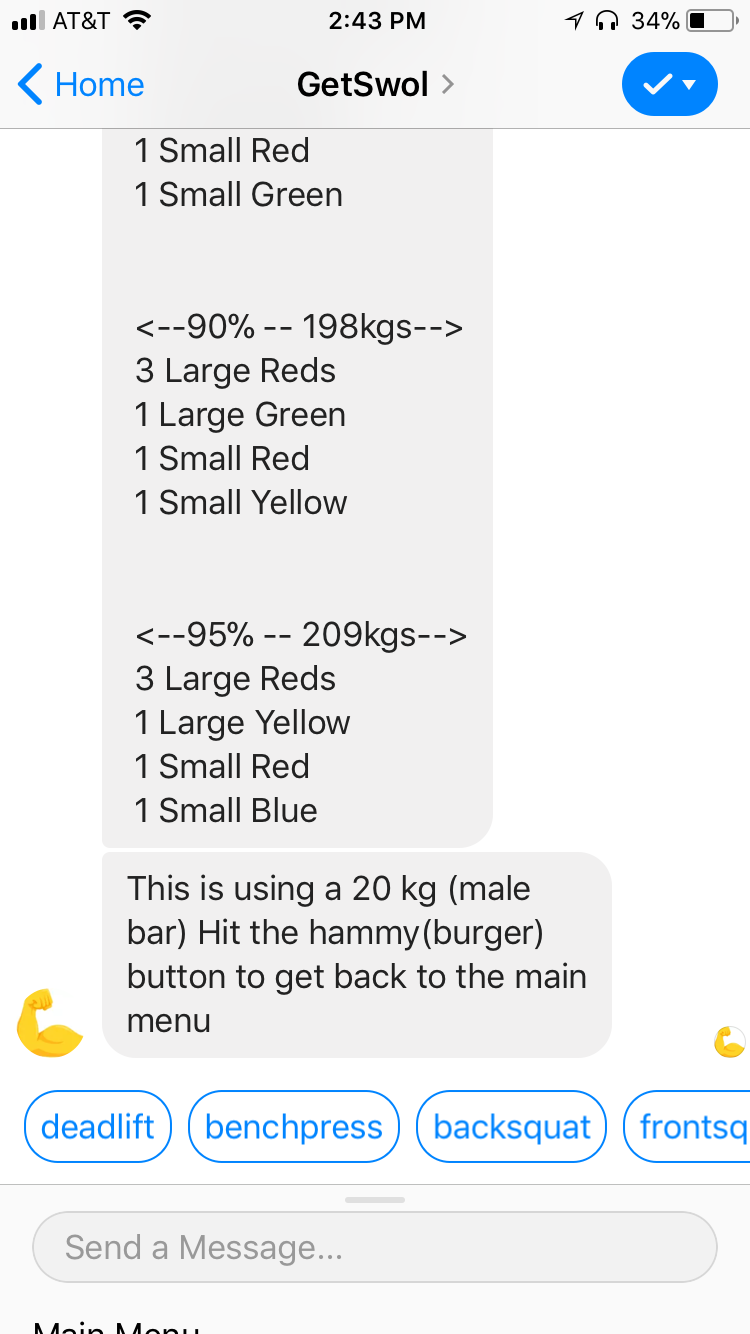 AT&T 2:43 PM 34%
Home GetSwol
1 Small Red
1 Small Green
<--90% -- 198kgs-->
3 Large Reds
1 Large Green
1 Small Red
1 Small Yellow
<--95% -- 209kgs-->
3 Large Reds
1 Large Yellow
1 Small Red
1 Small Blue
This is using a 20 kg (male
bar) Hit the hammy(burger)
button to get back to the main
menu
deadlift benchpress backsquat frontsq
Send a Message...
Main Menu